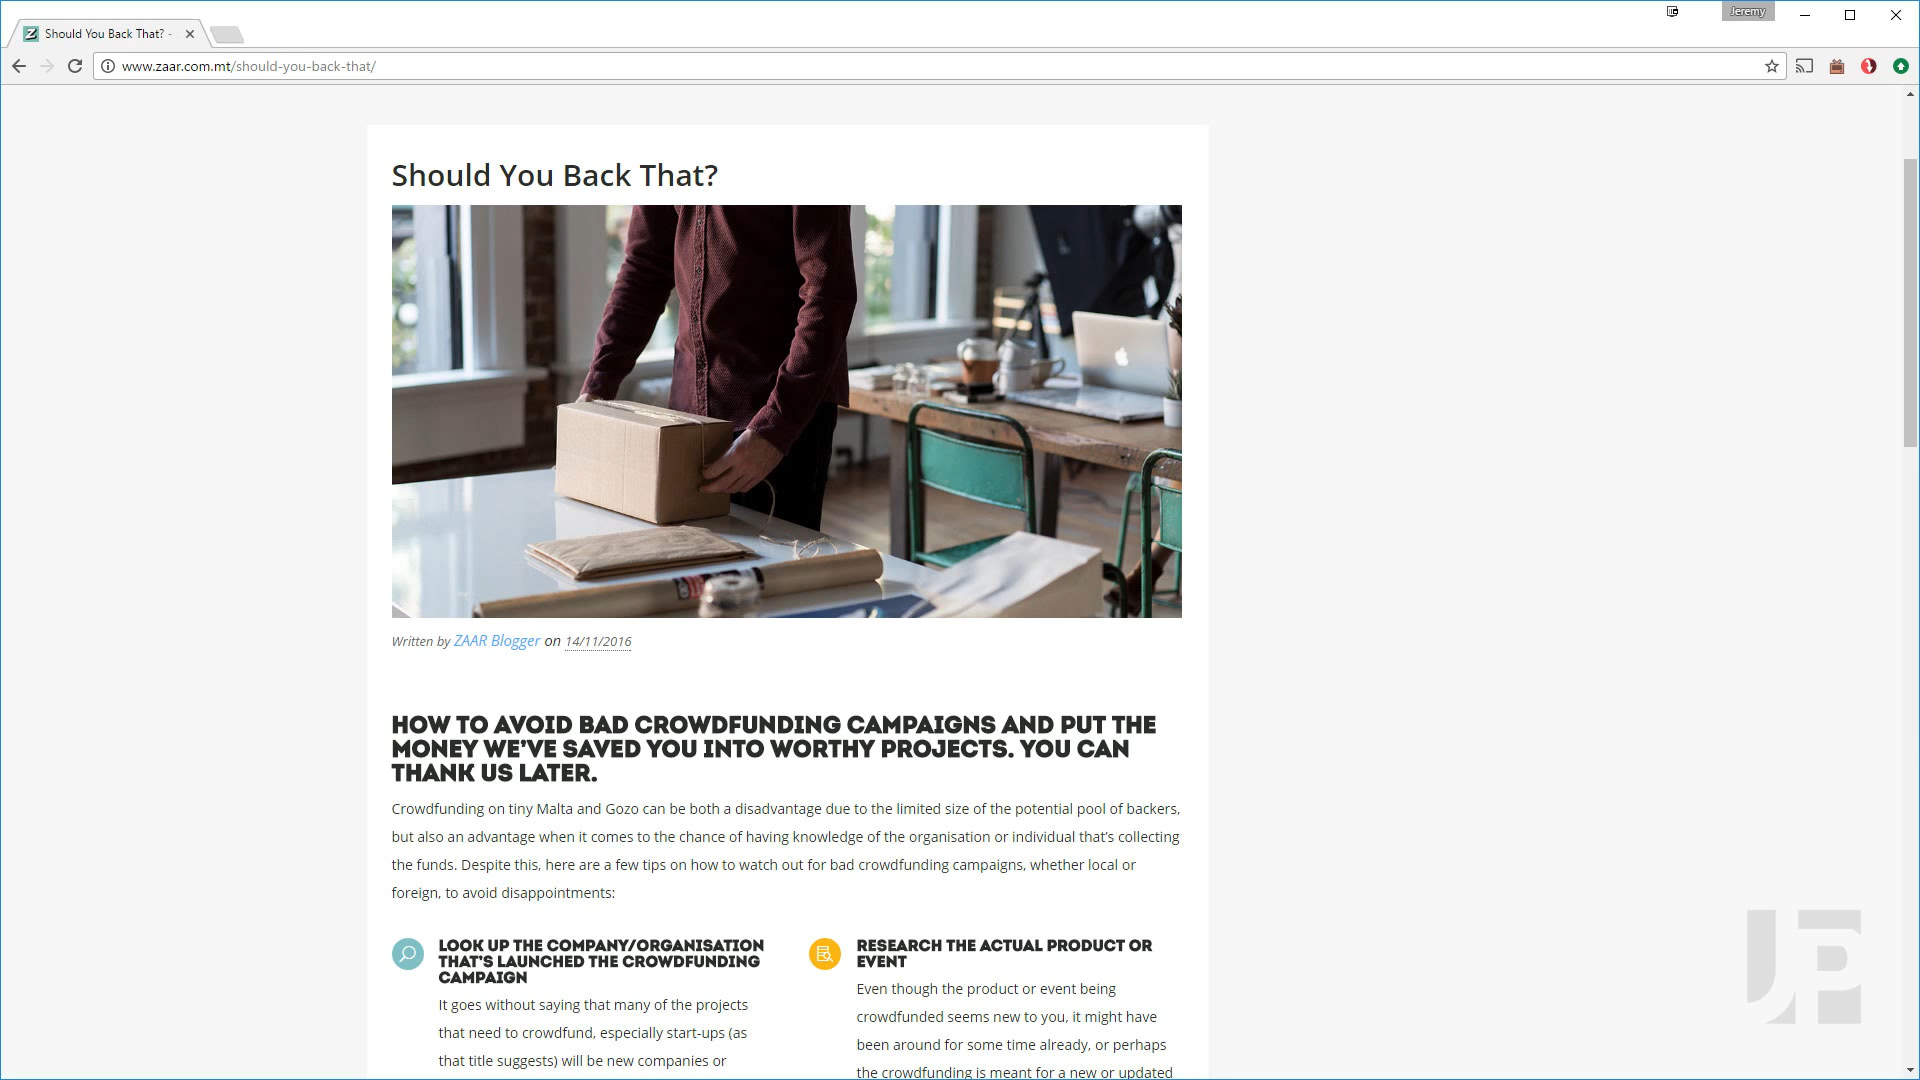 Jeremy
Should You Back That? -
www.zaar.com.mt/should-you-back-that/
Should You Back That?
Written by ZAAR Blogger on 14/11/2016
HOW TO AVOID BAD CROWDFUNDING CAMPAIGNS AND PUT THE
MONEY WE'VE SAVED YOU INTO WORTHY PROJECTS. YOU CAN
THANK US LATER.
Crowdfunding on tiny Malta and Gozo can be both a disadvantage due to the limited size of the potential pool of backers,
but also an advantage when it comes to the chance of having knowledge of the organisation or individual that's collecting
the funds. Despite this, here are a few tips on how to watch out for bad crowdfunding campaigns, whether local or
foreign, to avoid disappointments:
LOOK UP THE COMPANY/ORGANISATION
THAT'S LAUNCHED THE CROWDFUNDING
CAMPAIGN
It goes without saying that many of the projects
that need to crowdfund, especially start-ups (as
that title suggests) will be new companies or
RESEARCH THE ACTUAL PRODUCT OR
EVENT
Even though the product or event being
crowdfunded seems new to you, it might have
been around for some time already, or perhaps
the crowdfunding is meant for a new or updated
JP